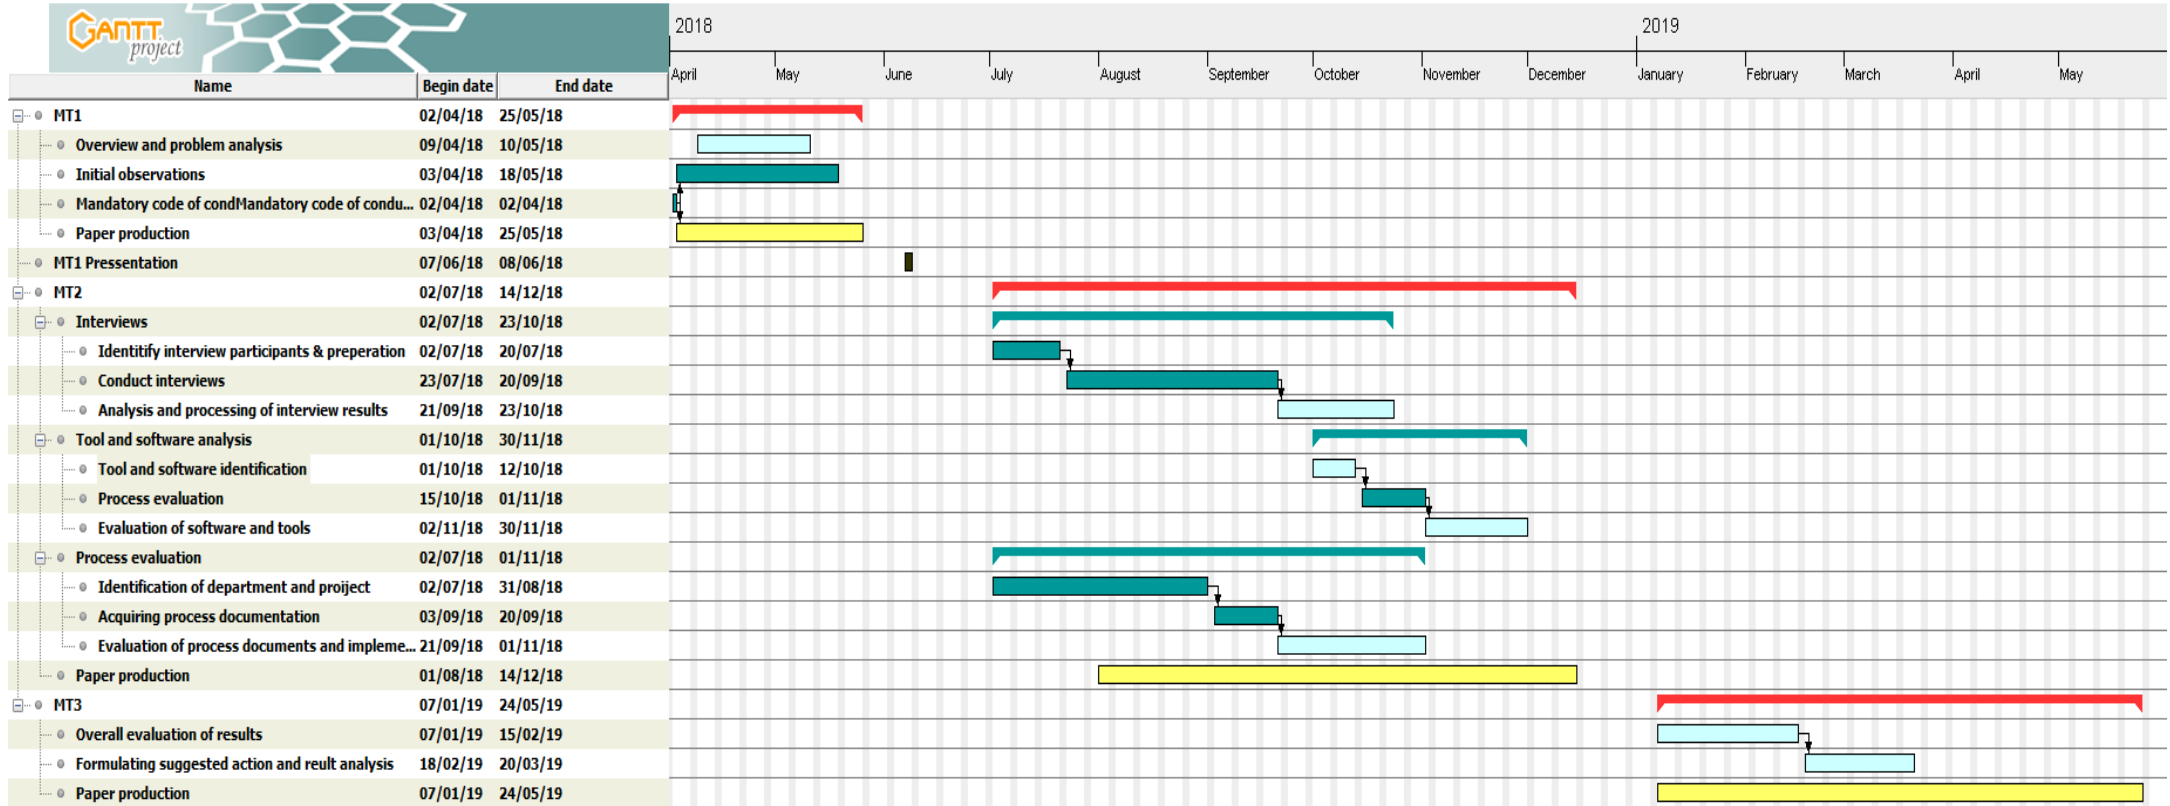 GANTT
project
2018 2019
April May June July August September October November December January February March April May
Name Begin date End date
MT1 02/04/18 25/05/18
Overview and problem analysis 09/04/18 10/05/18
Initial observations 03/04/18 18/05/18
Mandatory code of condMandatory code of condu... 02/04/18 02/04/18
Paper production 03/04/18 25/05/18
MT1 Pressentation 07/06/18 08/06/18
MT2 02/07/18 14/12/18
Interviews 02/07/18 23/10/18
Identitify interview participants & preperation 02/07/18 20/07/18
Conduct interviews 23/07/18 20/09/18
Analysis and processing of interview results 21/09/18 23/10/18
Tool and software analysis 01/10/18 30/11/18
Tool and software identification 01/10/18 12/10/18
Process evaluation 15/10/18 01/11/18
Evaluation of software and tools 02/11/18 30/11/18
Process evaluation 02/07/18 01/11/18
Identification of department and proiject 02/07/18 31/08/18
Acquiring process documentation 03/09/18 20/09/18
Evaluation of process documents and impleme... 21/09/18 01/11/18
Paper production 01/08/18 14/12/18
MT3 07/01/19 24/05/19
Overall evaluation of results 07/01/19 15/02/19
Formulating suggested action and reult analysis 18/02/19 20/03/19
Paper production 07/01/19 24/05/19